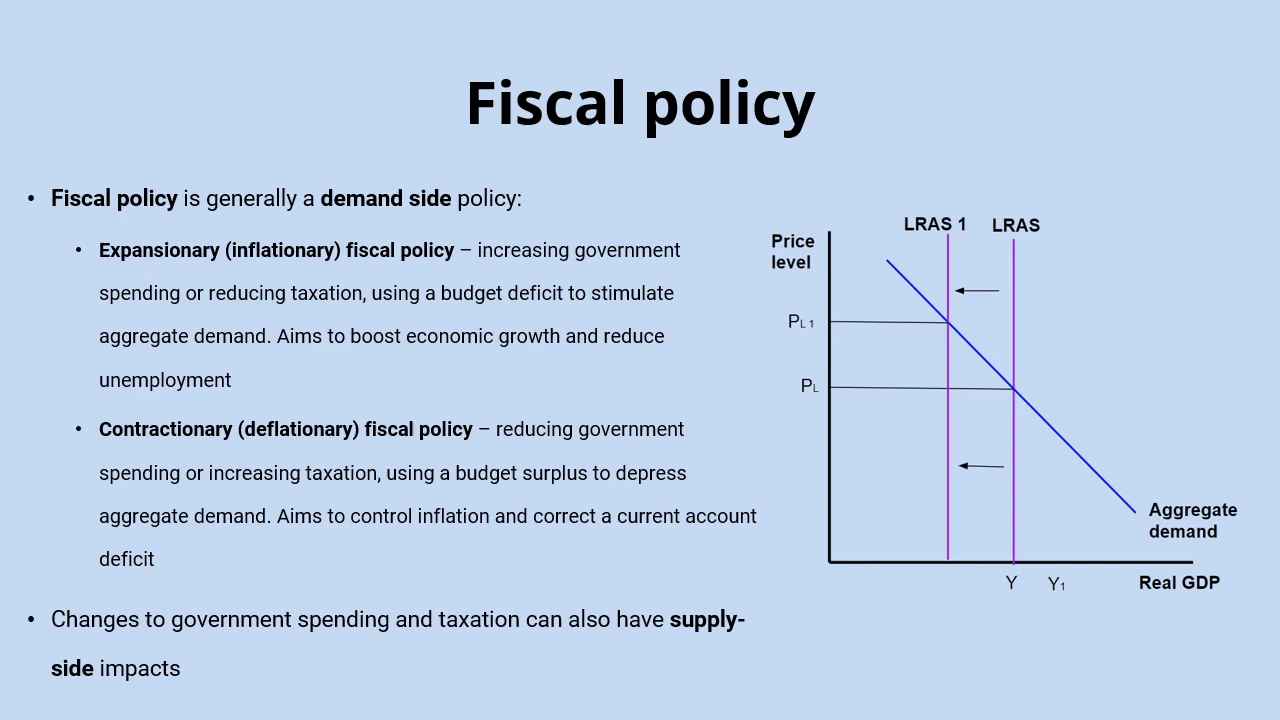 Fiscal policy
• Fiscal policy is generally a demand side policy:
• Expansionary (inflationary) fiscal policy – increasing government
spending or reducing taxation, using a budget deficit to stimulate
aggregate demand. Aims to boost economic growth and reduce
unemployment
• Contractionary (deflationary) fiscal policy – reducing government
spending or increasing taxation, using a budget surplus to depress
aggregate demand. Aims to control inflation and correct a current account
deficit
• Changes to government spending and taxation can also have supply-
side impacts
LRAS 1 LRAS
Price
level
PL 1
PL
Aggregate
demand
Y Y1 Real GDP